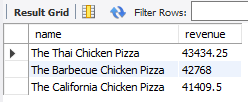 Result Grid Filter Rows:
name revenue
The Thai Chicken Pizza 43434.25
The Barbecue Chicken Pizza 42768
The California Chicken Pizza 41409.5